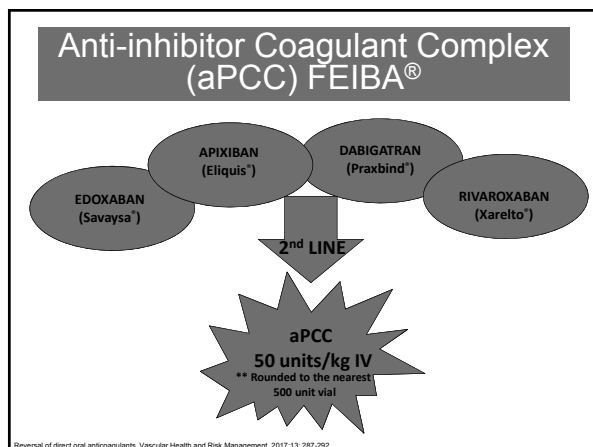 Anti-inhibitor Coagulant Complex
(aPCC) FEIBA®
APIXIBAN
(Eliquis®)
DABIGATRAN
(Praxbind®)
EDOXABAN
(Savaysa®)
RIVAROXABAN
(Xarelto®)
2nd LINE
aPCC
50 units/kg IV
** Rounded to the nearest
500 unit vial
Reversal of direct oral anticoagulants. Vascular Health and Risk Management. 2017:13: 287-292